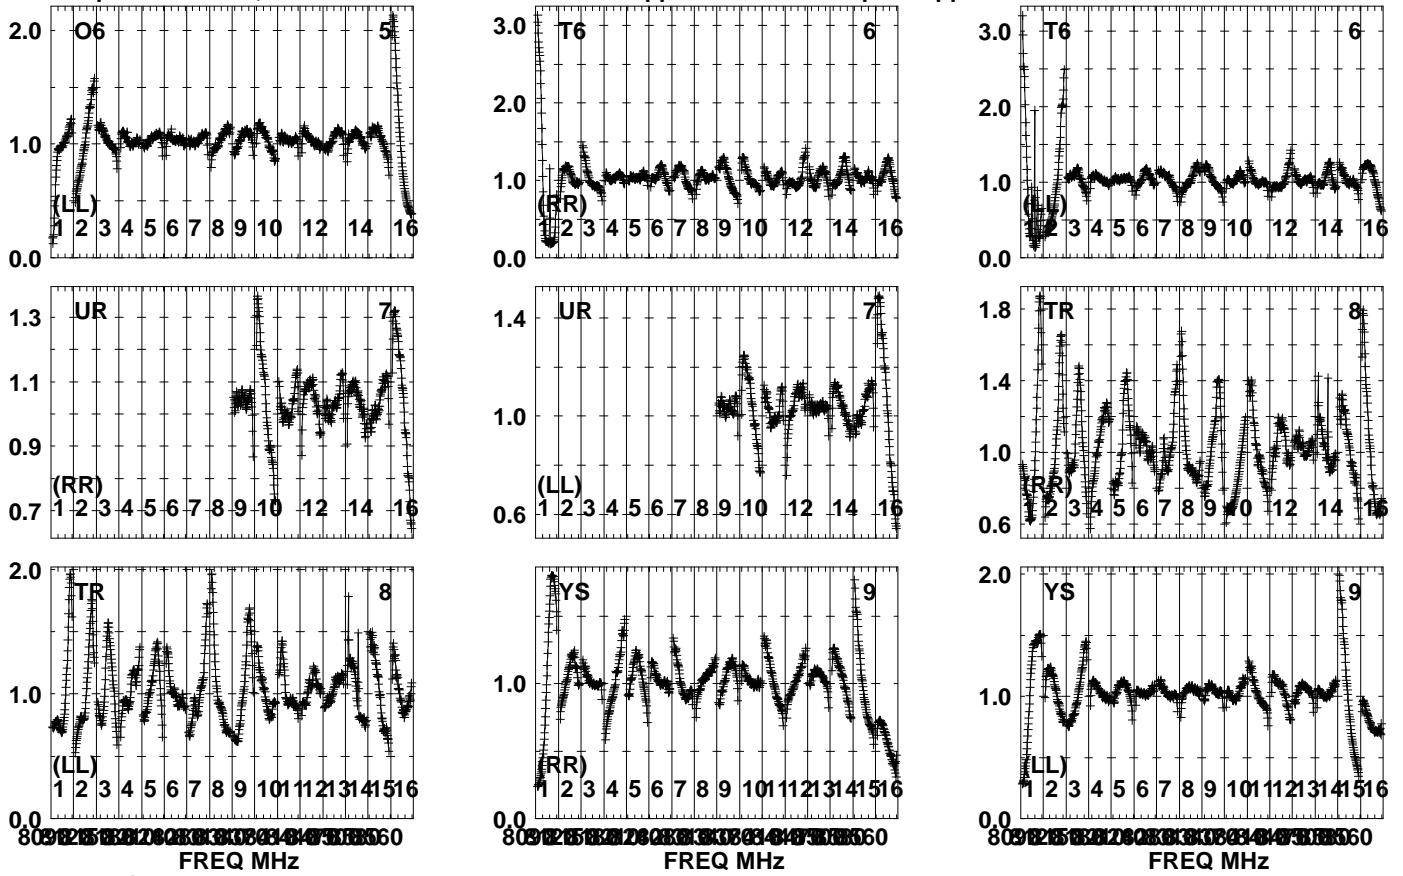 2.0 O6 5
1.0
(LL)
1 2 3 4 5 6 7 8 9 10 12 14 16
0.0
3.0 T6 6
2.0
1.0
(RR)
1 2 3 4 5 6 7 8 9 10 12 14 16
0.0
3.0 T6 6
2.0
1.0
(LL)
1 2 3 4 5 6 7 8 9 10 12 14 16
0.0
UR 7
1.3
1.1
0.9
(RR)
0.7 1 2 3 4 5 6 7 8 9 10 12 14 16
UR 7
1.4
1.0
(LL)
0.6 1 2 3 4 5 6 7 8 9 10 12 14 16
TR 8
1.8
1.4
1.0
(RR)
1 2 3 4 5 6 7 8 9 10 12 14 16
0.6
2.0 TR 8
1.0
(LL)
1 2 3 4 5 6 7 8 9 10 11 12 13 14 15 16
0.0
FREQ MHz
YS 9
1.0
(RR)
1 2 3 4 5 6 7 8 9 10 11 12 13 14 15 16
0.0
FREQ MHz
2.0 YS 9
1.0
(LL)
1 2 3 4 5 6 7 8 9 10 11 12 13 14 15 16
0.0
FREQ MHz